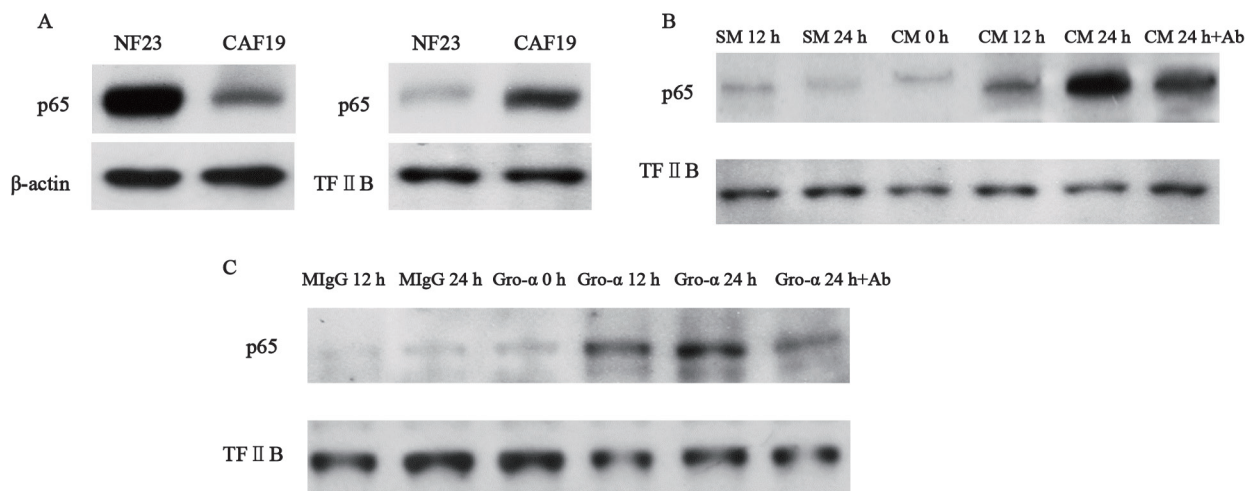 A
NF23 CAF19
p65
β-actin
NF23 CAF19
p65
TFⅡB
B
SM 12 h SM 24 h CM 0 h CM 12 h CM 24 h CM 24 h+Ab
p65
TFⅡB
C
MIgG 12 h MIgG 24 h Gro-α 0 h Gro-α 12 h Gro-α 24 h Gro-α 24 h+Ab
p65
TFⅡB